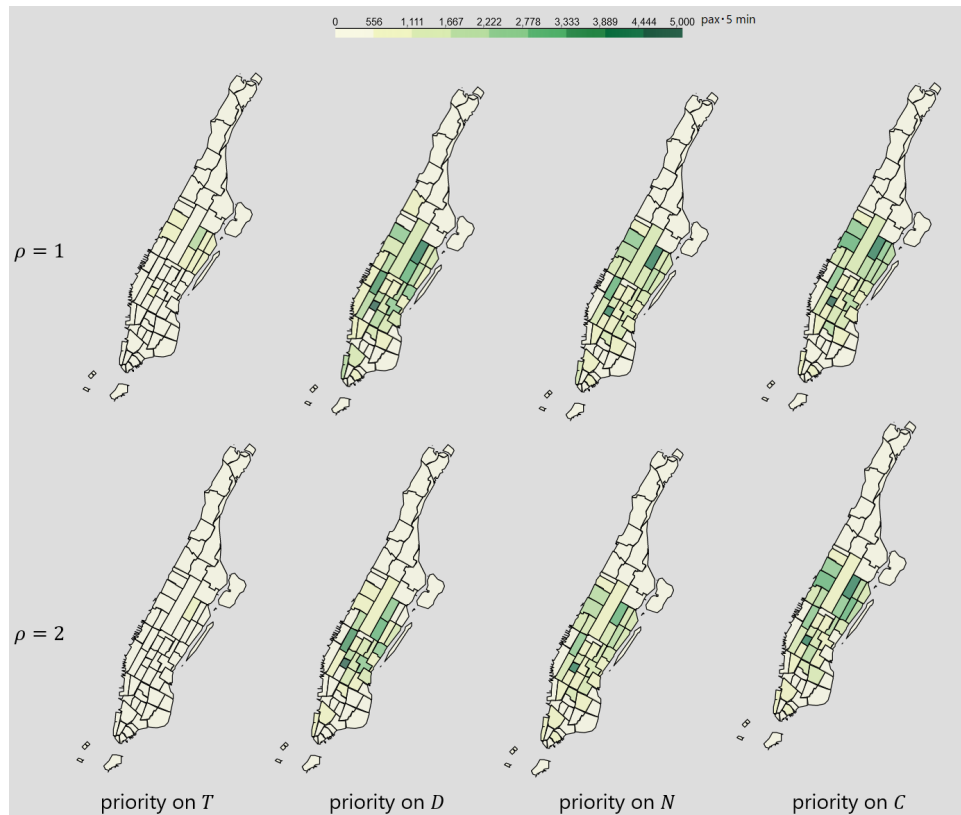 0 556 1,111 1,667 2,222 2,778 3,333 3,889 4,444 5,000 pax·5 min
ρ = 1
ρ = 2
priority on T priority on D priority on N priority on C